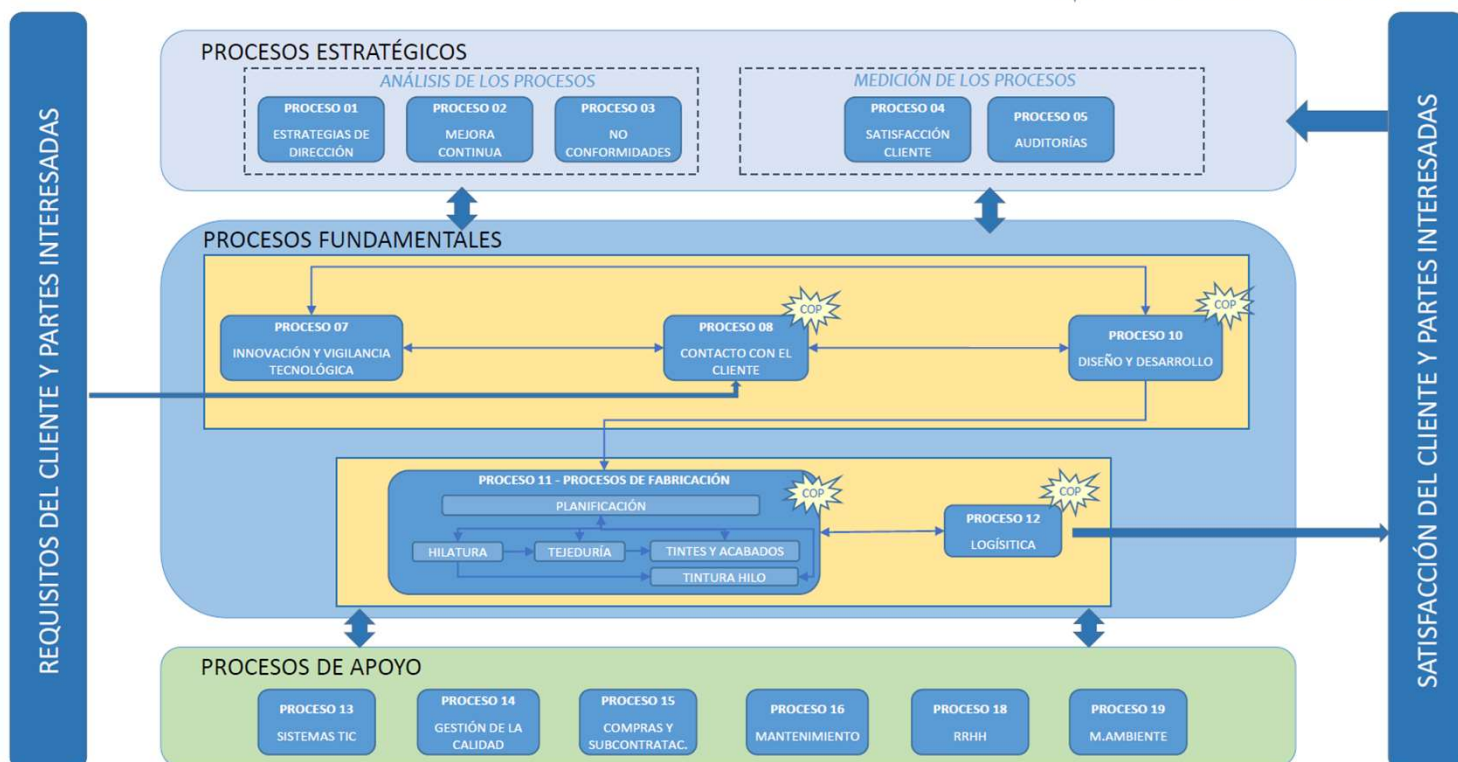 REQUISITOS DEL CLIENTE Y PARTES INTERESADAS
PROCESOS ESTRATÉGICOS
ANÁLISIS DE LOS PROCESOS
PROCESO 01
ESTRATEGIAS DE
DIRECCIÓN
PROCESO 02
MEJORA
CONTINUA
PROCESO 03
NO
CONFORMIDADES
MEDICIÓN DE LOS PROCESOS
PROCESO 04
SATISFACCIÓN
CLIENTE
PROCESO 05
AUDITORÍAS
PROCESOS FUNDAMENTALES
PROCESO 07
INNOVACIÓN Y VIGILANCIA
TECNOLÓGICA
COP
PROCESO 08
CONTACTO CON EL
CLIENTE
COP
PROCESO 10
DISEÑO Y DESARROLLO
PROCESO 11 - PROCESOS DE FABRICACIÓN
COP
PLANIFICACIÓN
HILATURA
TEJEDURÍA
TINTES Y ACABADOS
TINTURA HILO
COP
PROCESO 12
LOGÍSITICA
PROCESOS DE APOYO
PROCESO 13
SISTEMAS TIC
PROCESO 14
GESTIÓN DE LA
CALIDAD
PROCESO 15
COMPRAS Y
SUBCONTRATAC.
PROCESO 16
MANTENIMIENTO
PROCESO 18
RRHH
PROCESO 19
M.AMBIENTE
SATISFACCIÓN DEL CLIENTE Y PARTES INTERESADAS